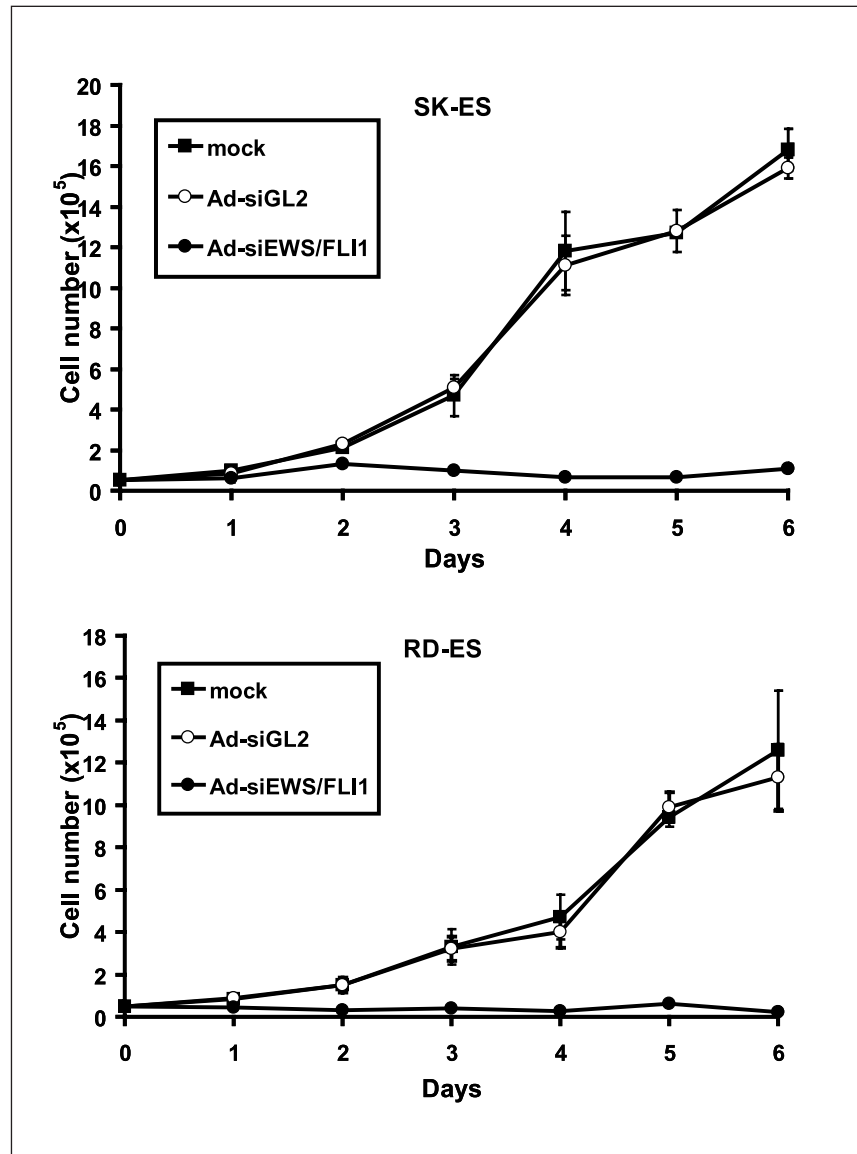 SK-ES
mock
Ad-siGL2
Ad-siEWS/FLI1
Cell number (x10⁵)
20
18
16
14
12
10
8
6
4
2
0
0 1 2 3 4 5 6
Days
RD-ES
mock
Ad-siGL2
Ad-siEWS/FLI1
Cell number (x10⁵)
18
16
14
12
10
8
6
4
2
0
0 1 2 3 4 5 6
Days